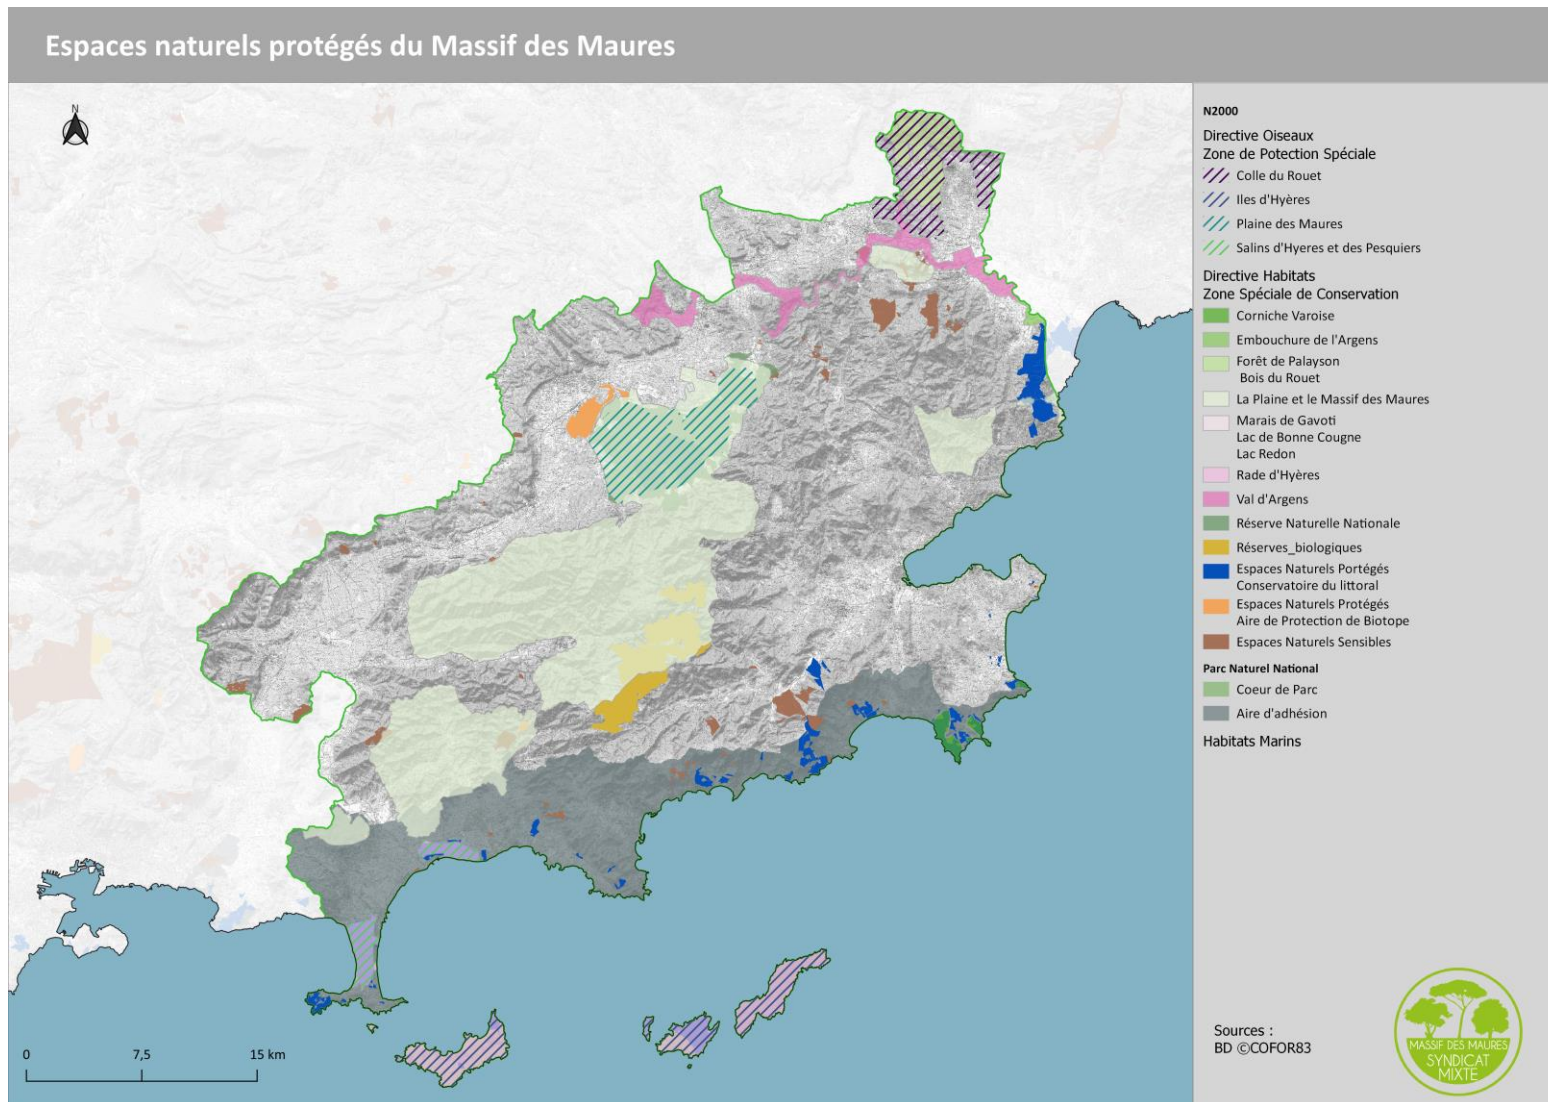 Espaces naturels protégés du Massif des Maures
N
N2000
Directive Oiseaux
Zone de Potection Spéciale
Colle du Rouet
Iles d'Hyères
Plaine des Maures
Salins d'Hyeres et des Pesquiers
Directive Habitats
Zone Spéciale de Conservation
Corniche Varoise
Embouchure de l'Argens
Forêt de Palayson
Bois du Rouet
La Plaine et le Massif des Maures
Marais de Gavoti
Lac de Bonne Cougne
Lac Redon
Rade d'Hyères
Val d'Argens
Réserve Naturelle Nationale
Réserves_biologiques
Espaces Naturels Portégés
Conservatoire du littoral
Espaces Naturels Protégés
Aire de Protection de Biotope
Espaces Naturels Sensibles
Parc Naturel National
Coeur de Parc
Aire d'adhésion
Habitats Marins
Sources :
BD ©COFOR83
MASSIF DES MAURES
SYNDICAT
MIXTE
0 7,5 15 km